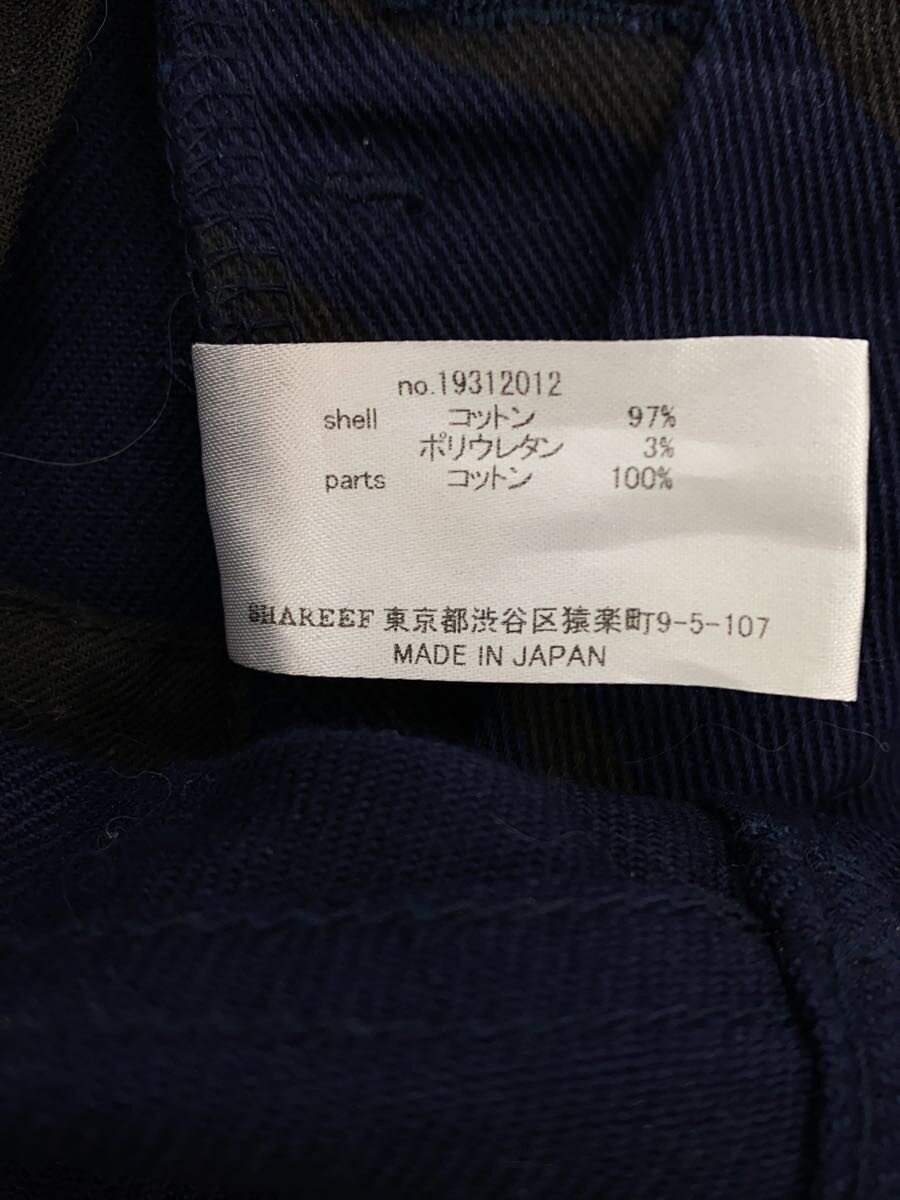 no.19312012
shell コットン 97%
ポリウレタン 3%
parts コットン 100%
SHAREEF 東京都渋谷区猿楽町9-5-107
MADE IN JAPAN